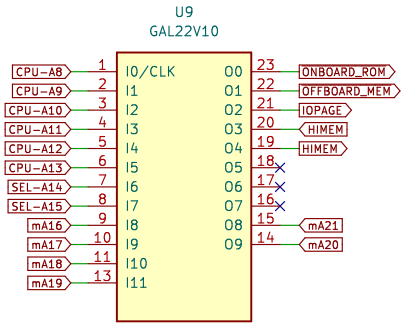 U9
GAL22V10
CPU-A8 1 I0/CLK O0 23 ONBOARD_ROM
CPU-A9 2 I1 O1 22 OFFBOARD_MEM
CPU-A10 3 I2 O2 21 IOPAGE
CPU-A11 4 I3 O3 20 HIMEM
CPU-A12 5 I4 O4 19 HIMEM
CPU-A13 6 I5 O5 18
SEL-A14 7 I6 O6 17
SEL-A15 8 I7 O7 16
mA16 9 I8 O8 15 mA21
mA17 10 I9 O9 14 mA20
mA18 11 I10
mA19 13 I11